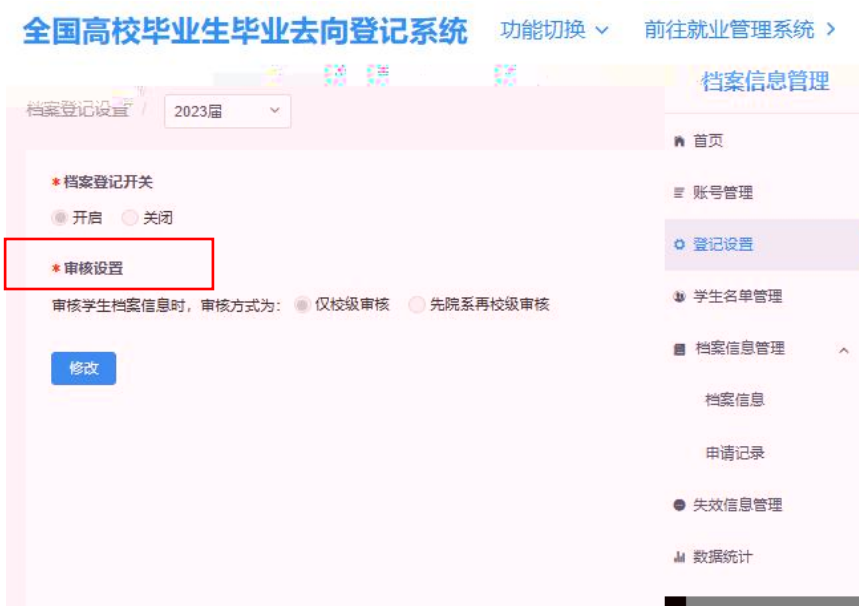 全国高校毕业生毕业去向登记系统 功能切换 前往就业管理系统
档案信息管理
档案登记设置 / 2023届
*档案登记开关
开启 关闭
*审核设置
审核学生档案信息时，审核方式为： 仅校级审核 先院系再校级审核
修改
首页
账号管理
登记设置
学生名单管理
档案信息管理
档案信息
申请记录
失效信息管理
数据统计